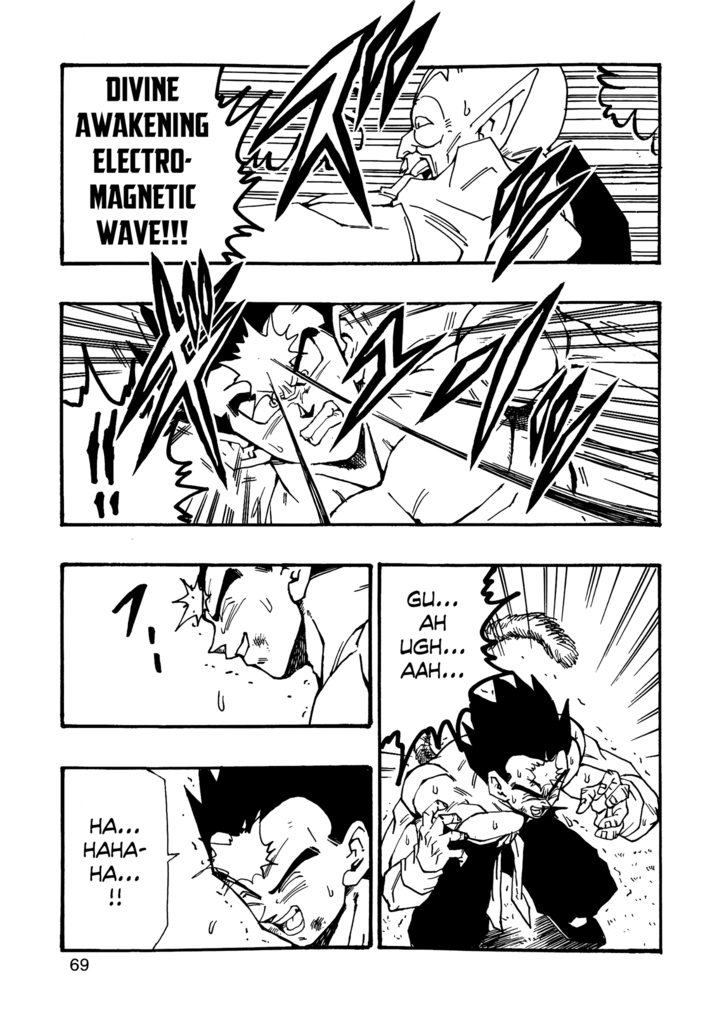 DIVINE
AWAKENING
ELECTRO-
MAGNETIC
WAVE!!!
GU...
AH
UGH...
AAH...
HA...
HAHA-
HA...
!!
69